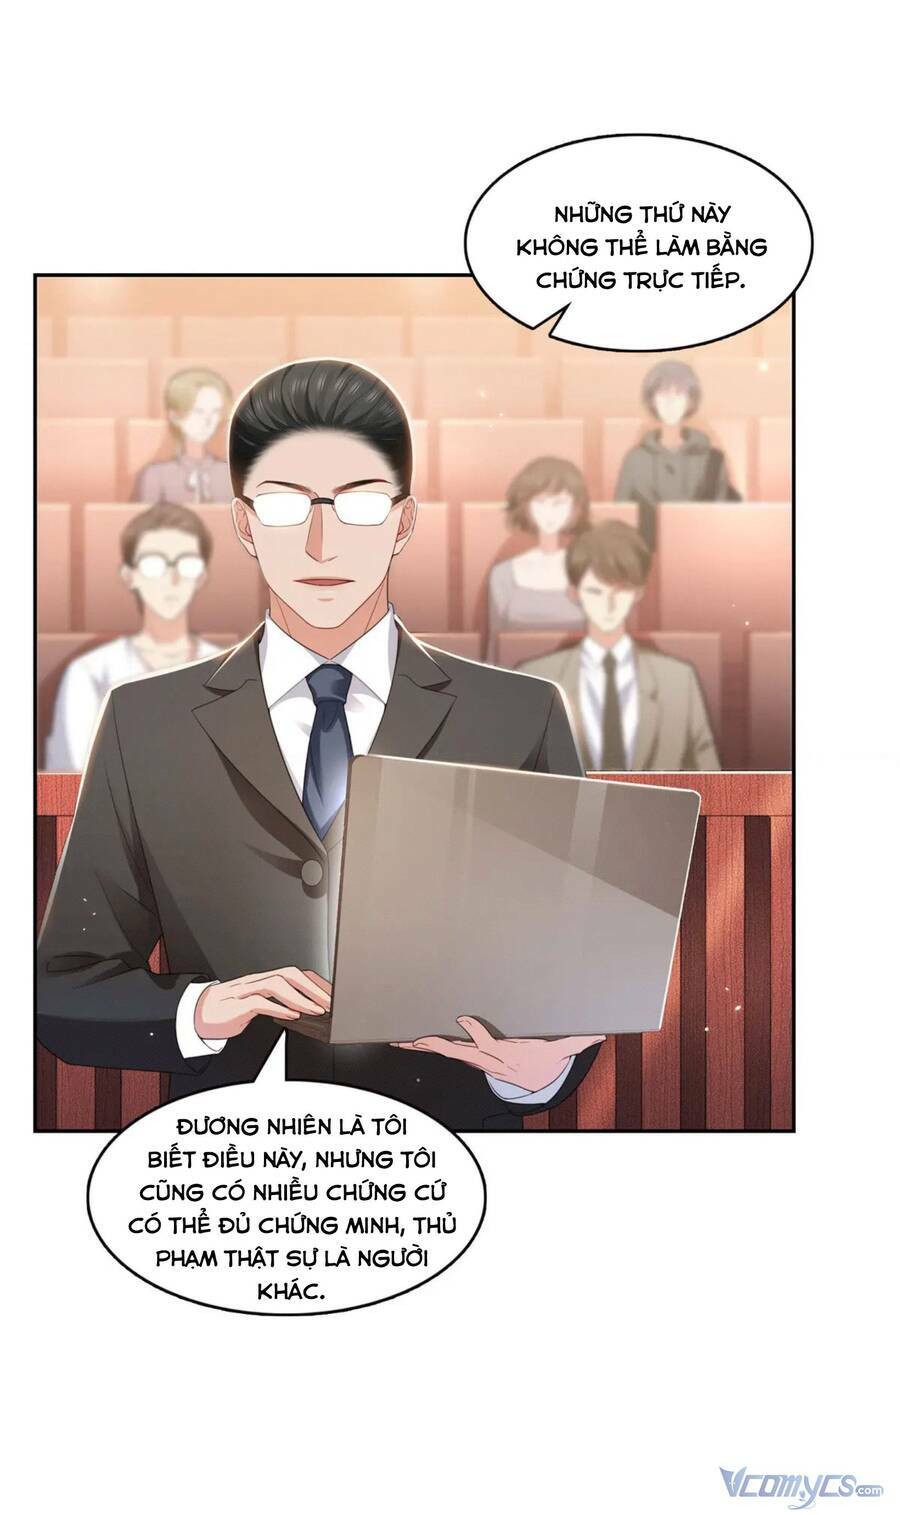 NHỮNG THỨ NÀY
KHÔNG THỂ LÀM BẰNG
CHỨNG TRỰC TIẾP.
ĐƯƠNG NHIÊN LÀ TÔI
BIẾT ĐIỀU NÀY, NHƯNG TÔI
CŨNG CÓ NHIỀU CHỨNG CỨ
CÓ THỂ ĐỦ CHỨNG MINH, THỦ
PHẠM THẬT SỰ LÀ NGƯỜI
KHÁC.
VCOMYCS.com